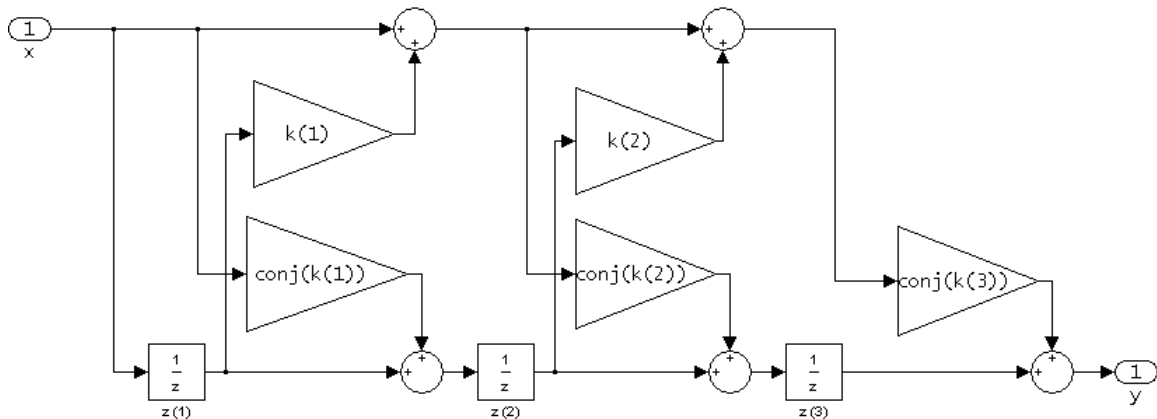 1
x
+
+
+
+
k(1)
k(2)
conj(k(1))
conj(k(2))
conj(k(3))
1
z
z(1)
+
+
1
z
z(2)
+
+
1
z
z(3)
+
+
1
y